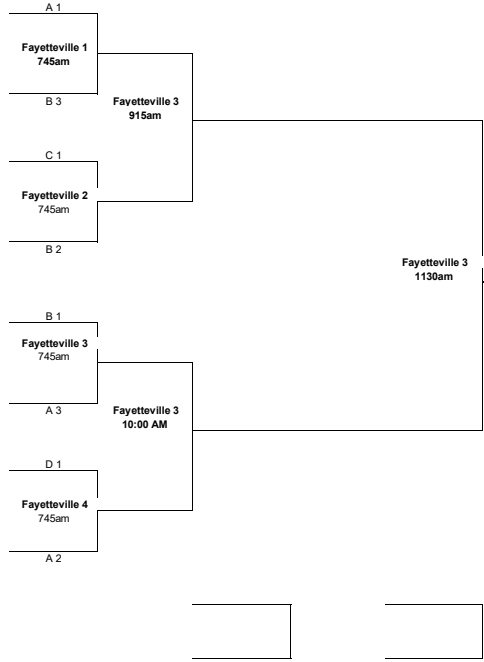 A 1
Fayetteville 1
745am
B 3
Fayetteville 3
915am
C 1
Fayetteville 2
745am
B 2
Fayetteville 3
1130am
B 1
Fayetteville 3
745am
A 3
Fayetteville 3
10:00 AM
D 1
Fayetteville 4
745am
A 2